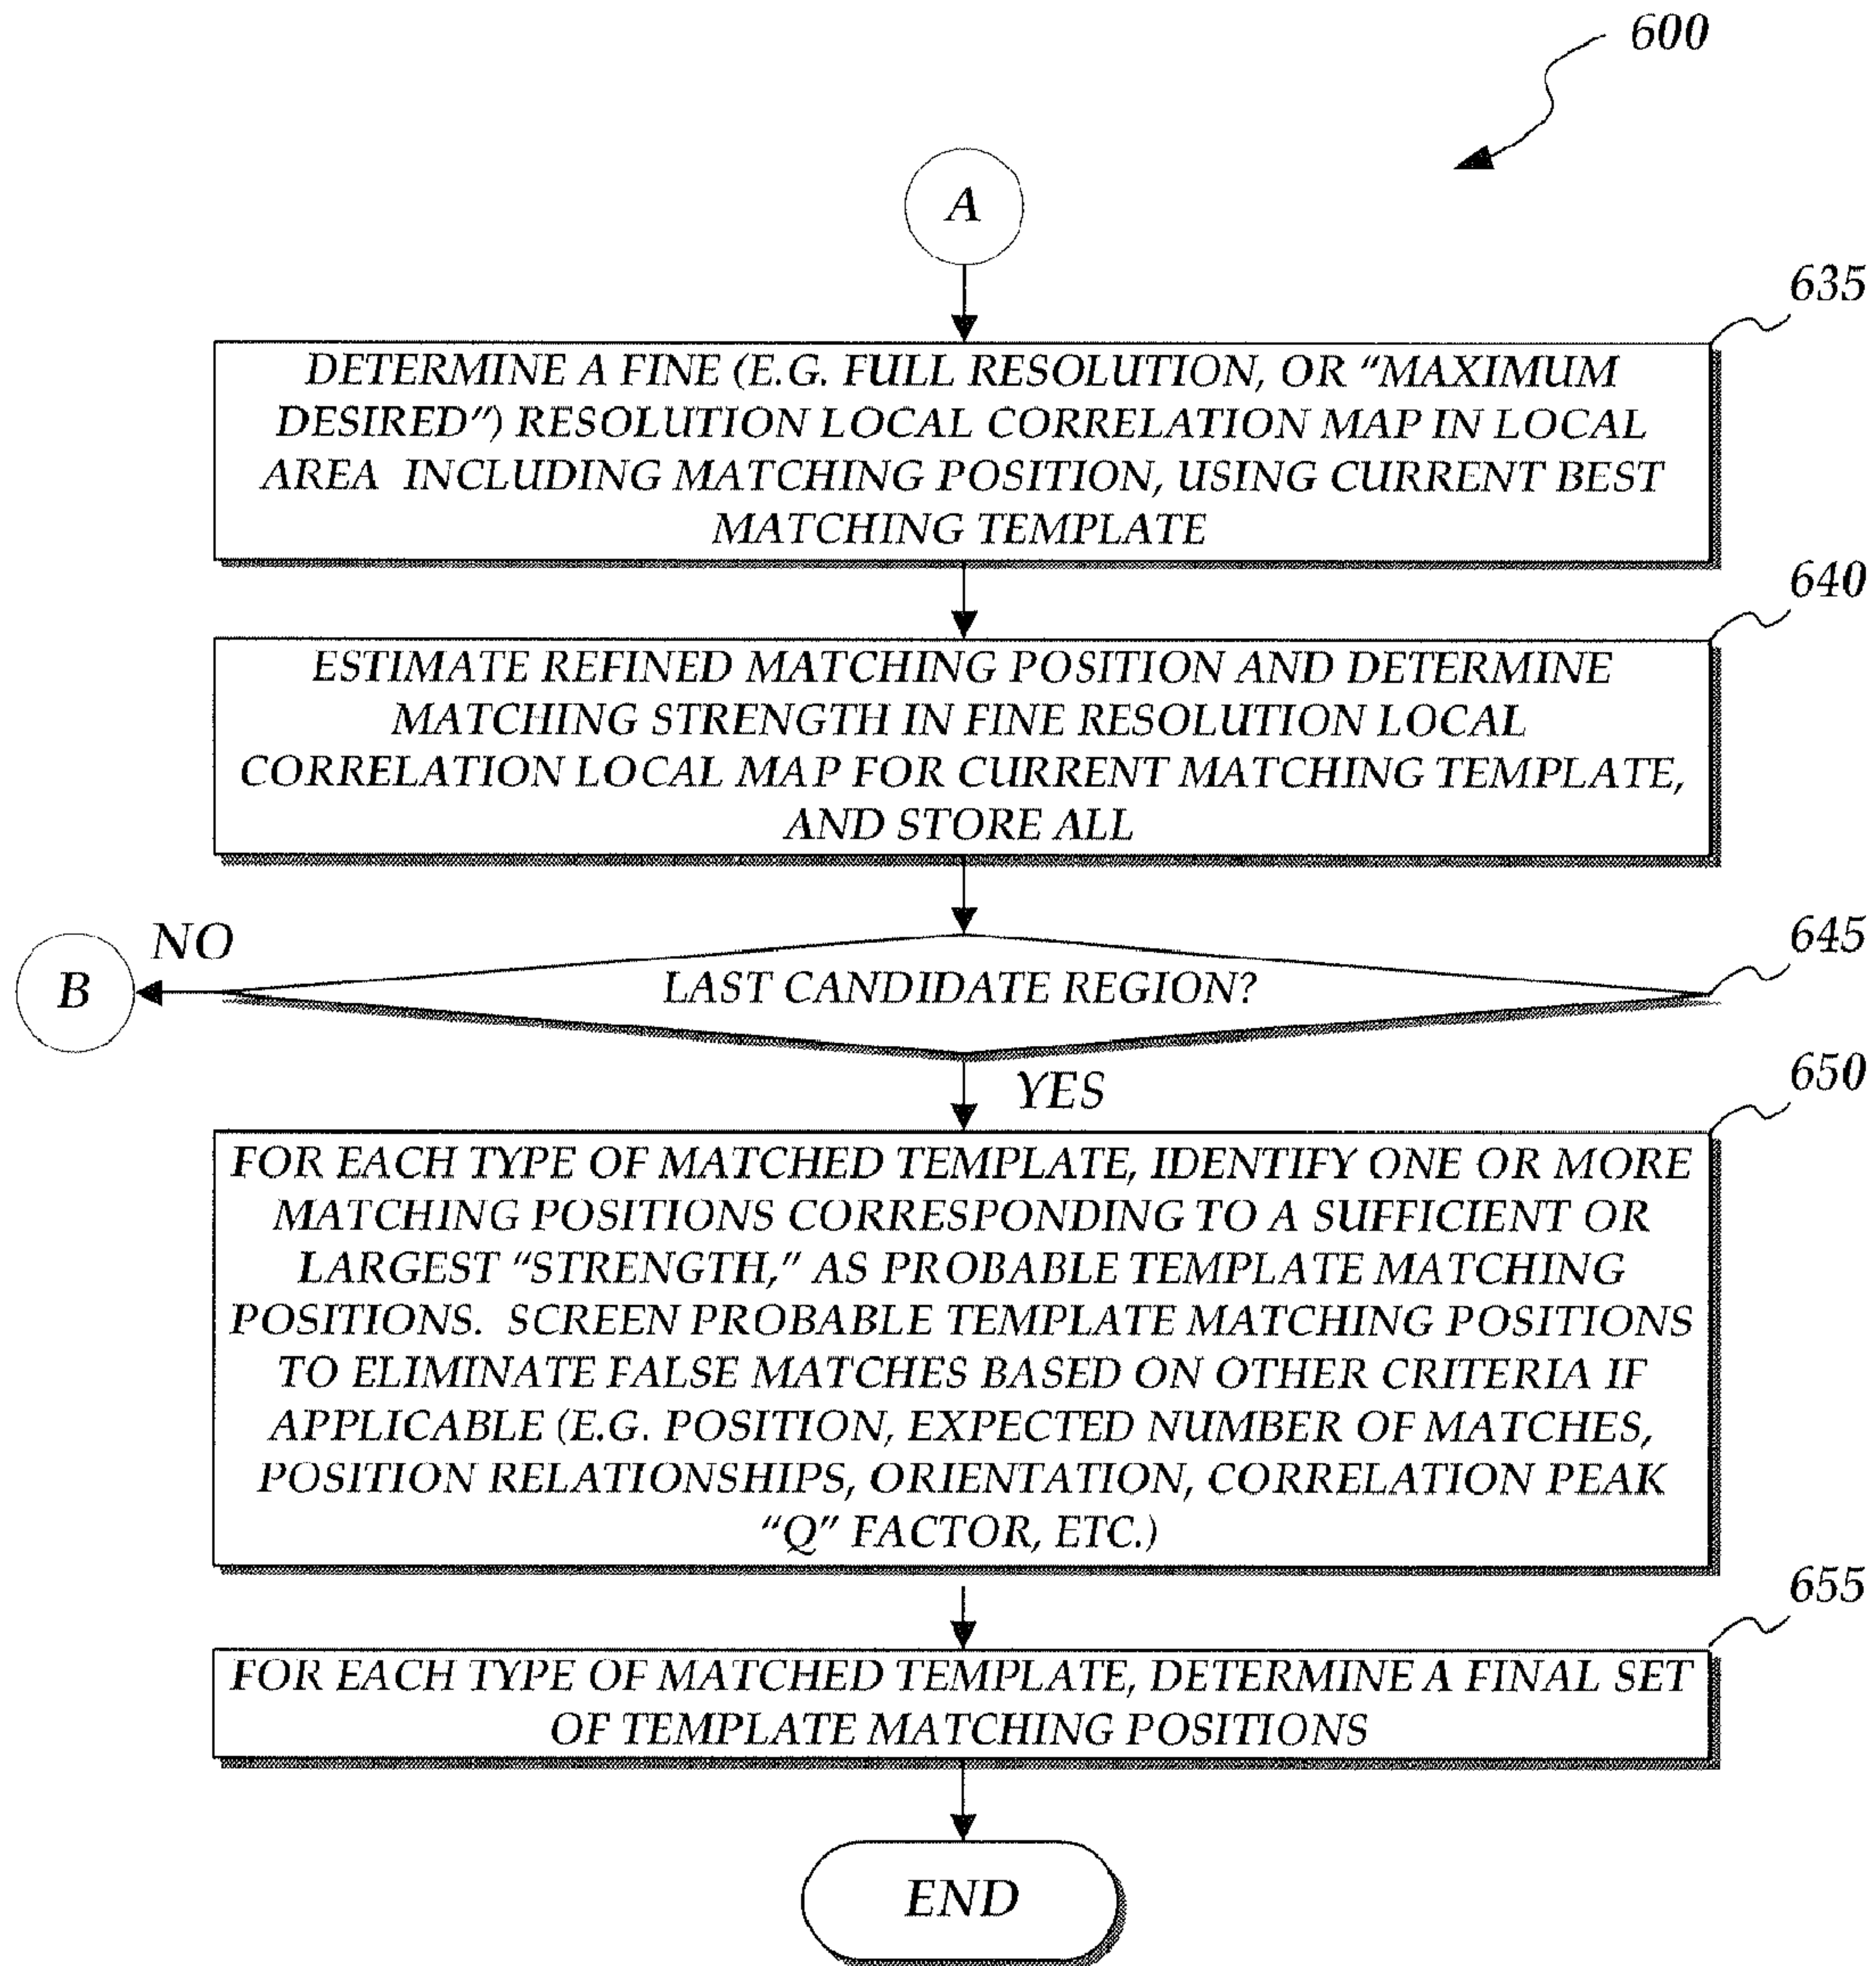 600
A
635
DETERMINE A FINE (E.G. FULL RESOLUTION, OR "MAXIMUM
DESIRED") RESOLUTION LOCAL CORRELATION MAP IN LOCAL
AREA INCLUDING MATCHING POSITION, USING CURRENT BEST
MATCHING TEMPLATE
640
ESTIMATE REFINED MATCHING POSITION AND DETERMINE
MATCHING STRENGTH IN FINE RESOLUTION LOCAL
CORRELATION LOCAL MAP FOR CURRENT MATCHING TEMPLATE,
AND STORE ALL
645
NO
B
LAST CANDIDATE REGION?
YES
650
FOR EACH TYPE OF MATCHED TEMPLATE, IDENTIFY ONE OR MORE
MATCHING POSITIONS CORRESPONDING TO A SUFFICIENT OR
LARGEST "STRENGTH," AS PROBABLE TEMPLATE MATCHING
POSITIONS. SCREEN PROBABLE TEMPLATE MATCHING POSITIONS
TO ELIMINATE FALSE MATCHES BASED ON OTHER CRITERIA IF
APPLICABLE (E.G. POSITION, EXPECTED NUMBER OF MATCHES,
POSITION RELATIONSHIPS, ORIENTATION, CORRELATION PEAK
"Q" FACTOR, ETC.)
655
FOR EACH TYPE OF MATCHED TEMPLATE, DETERMINE A FINAL SET
OF TEMPLATE MATCHING POSITIONS
END